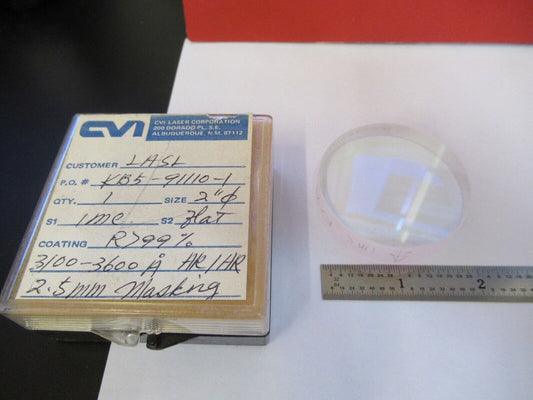 CVI
CVI LASER CORPORATION
200 DORADO PL. S.E.
ALBUQUERQUE, N.M. 87112
CUSTOMER LASL
P.O. # KB5-91110-1
QTY. 1 SIZE 2"φ
S1 1mc S2 flat
COATING R>99%
3100-3600 Å HR/HR
2.5mm Masking
1 2